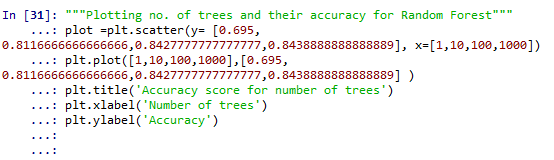 In [31]: """Plotting no. of trees and their accuracy for Random Forest"""
...: plot =plt.scatter(y= [0.695,
0.8116666666666666,0.8427777777777777,0.8438888888888889], x=[1,10,100,1000])
...: plt.plot([1,10,100,1000],[0.695,
0.8116666666666666,0.8427777777777777,0.8438888888888889] )
...: plt.title('Accuracy score for number of trees')
...: plt.xlabel('Number of trees')
...: plt.ylabel('Accuracy')
...:
...: